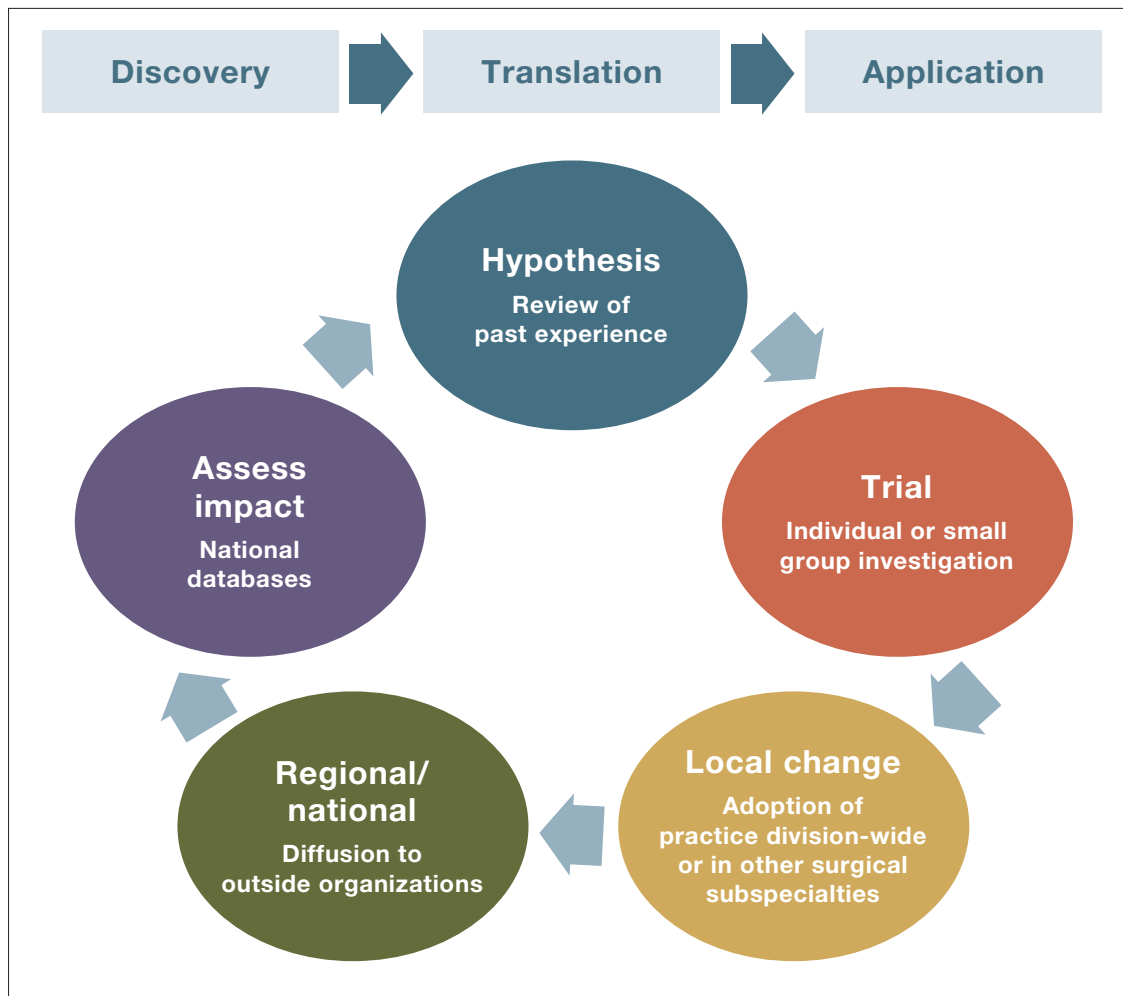 Discovery
Translation
Application
Hypothesis
Review of
past experience
Trial
Individual or small
group investigation
Local change
Adoption of
practice division-wide
or in other surgical
subspecialties
Regional/
national
Diffusion to
outside organizations
Assess
impact
National
databases